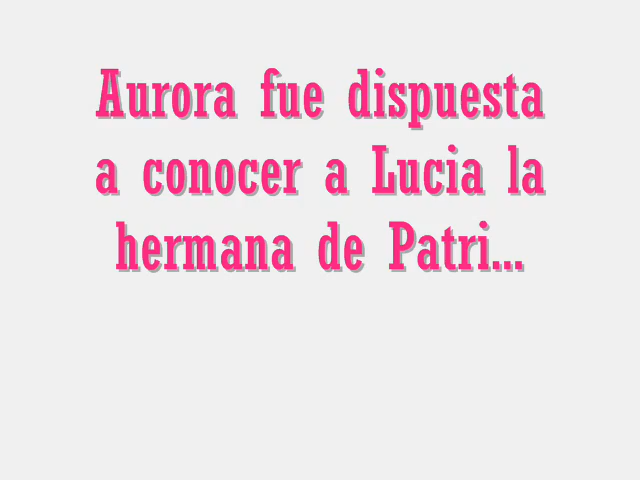 Aurora fue dispuesta
a conocer a Lucia la
hermana de Patri...